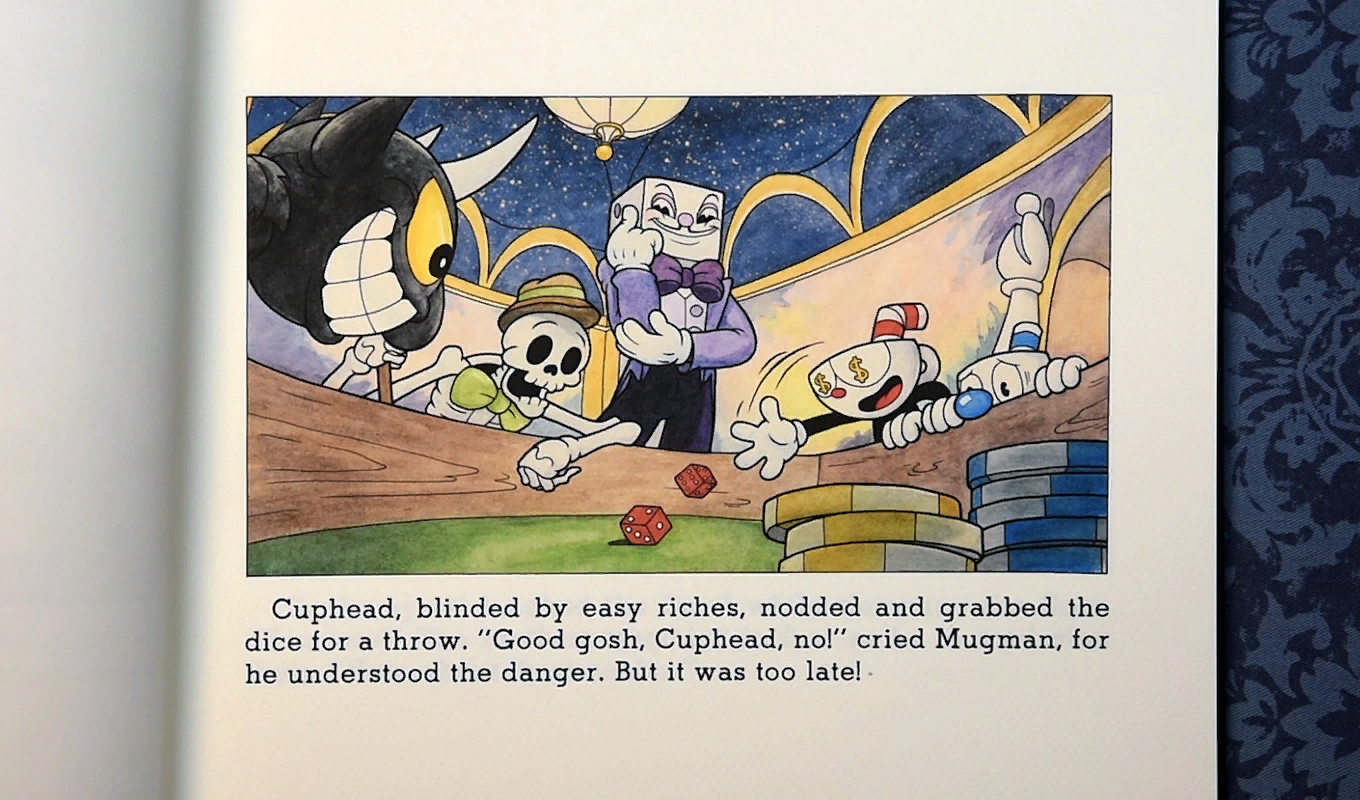 Cuphead, blinded by easy riches, nodded and grabbed the
dice for a throw. "Good gosh, Cuphead, no!" cried Mugman, for
he understood the danger. But it was too late!